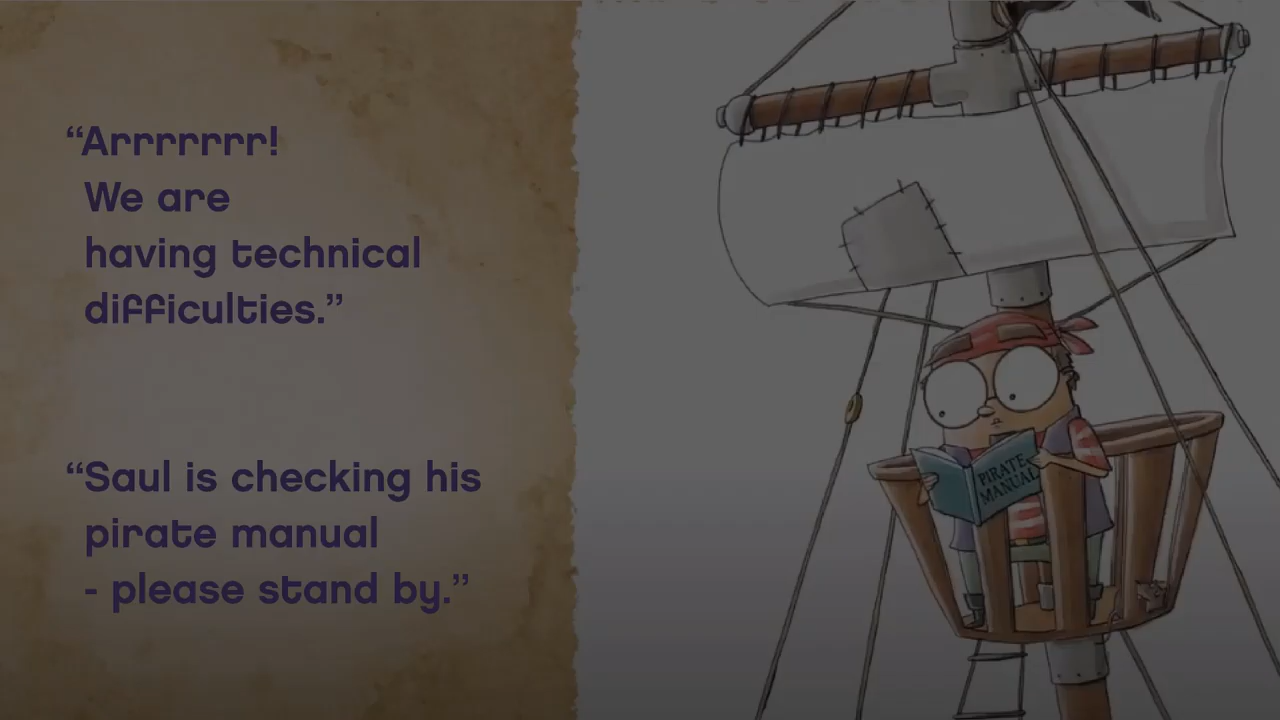 “Arrrrrrr!
We are
having technical
difficulties.”
“Saul is checking his
pirate manual
- please stand by.”
PIRATE
MANUAL